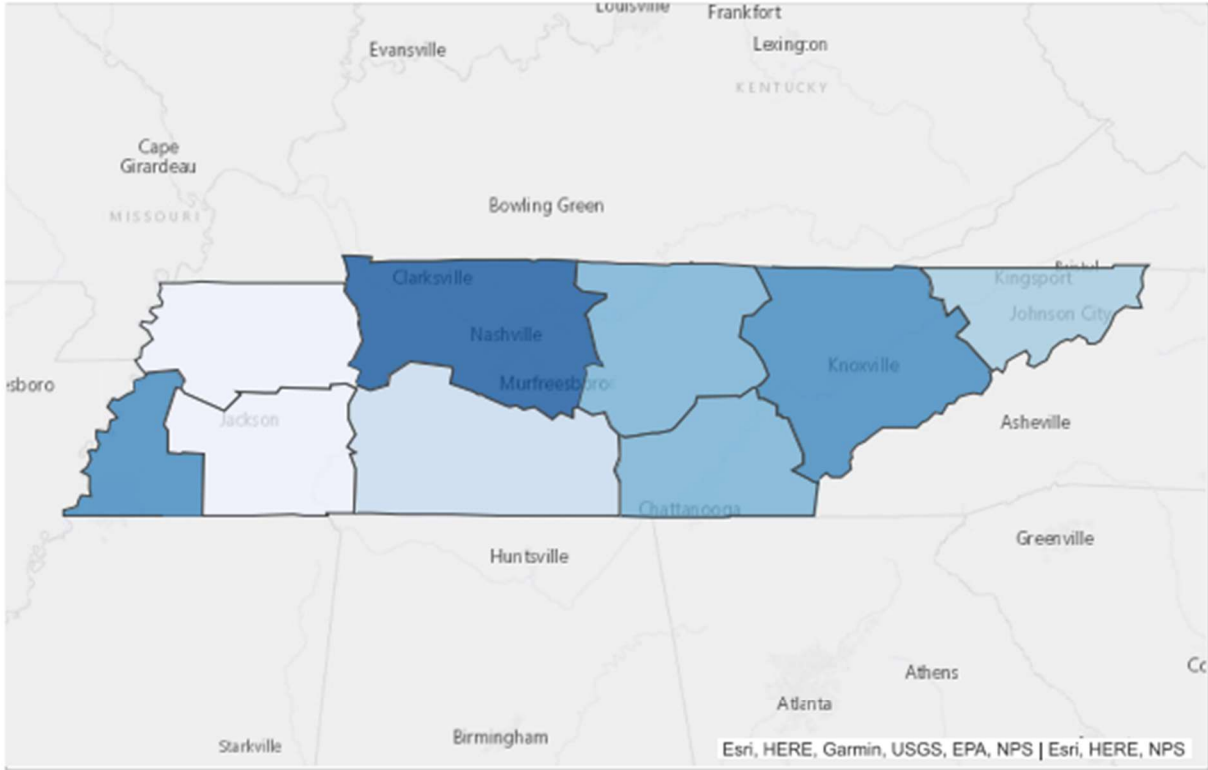 Louisville
Frankfort
Evansville
Lexington
KENTUCKY
Cape
Girardeau
Bowling Green
MISSOURI
Bristol
Clarksville
Kingsport
Johnson City
Nashville
Knoxville
esboro
Murfreesboro
Jackson
Asheville
Chattanooga
Huntsville
Greenville
Athens
Co
Atlanta
Birmingham
Starkville
Esri, HERE, Garmin, USGS, EPA, NPS | Esri, HERE, NPS